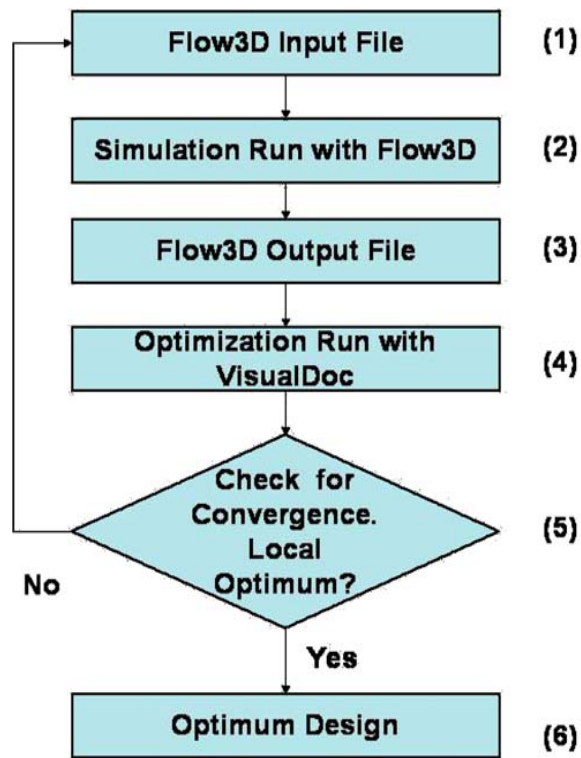 Flow3D Input File (1)
Simulation Run with Flow3D (2)
Flow3D Output File (3)
Optimization Run with
VisualDoc
(4)
Check for
Convergence.
Local
Optimum?
(5)
No
Yes
Optimum Design (6)